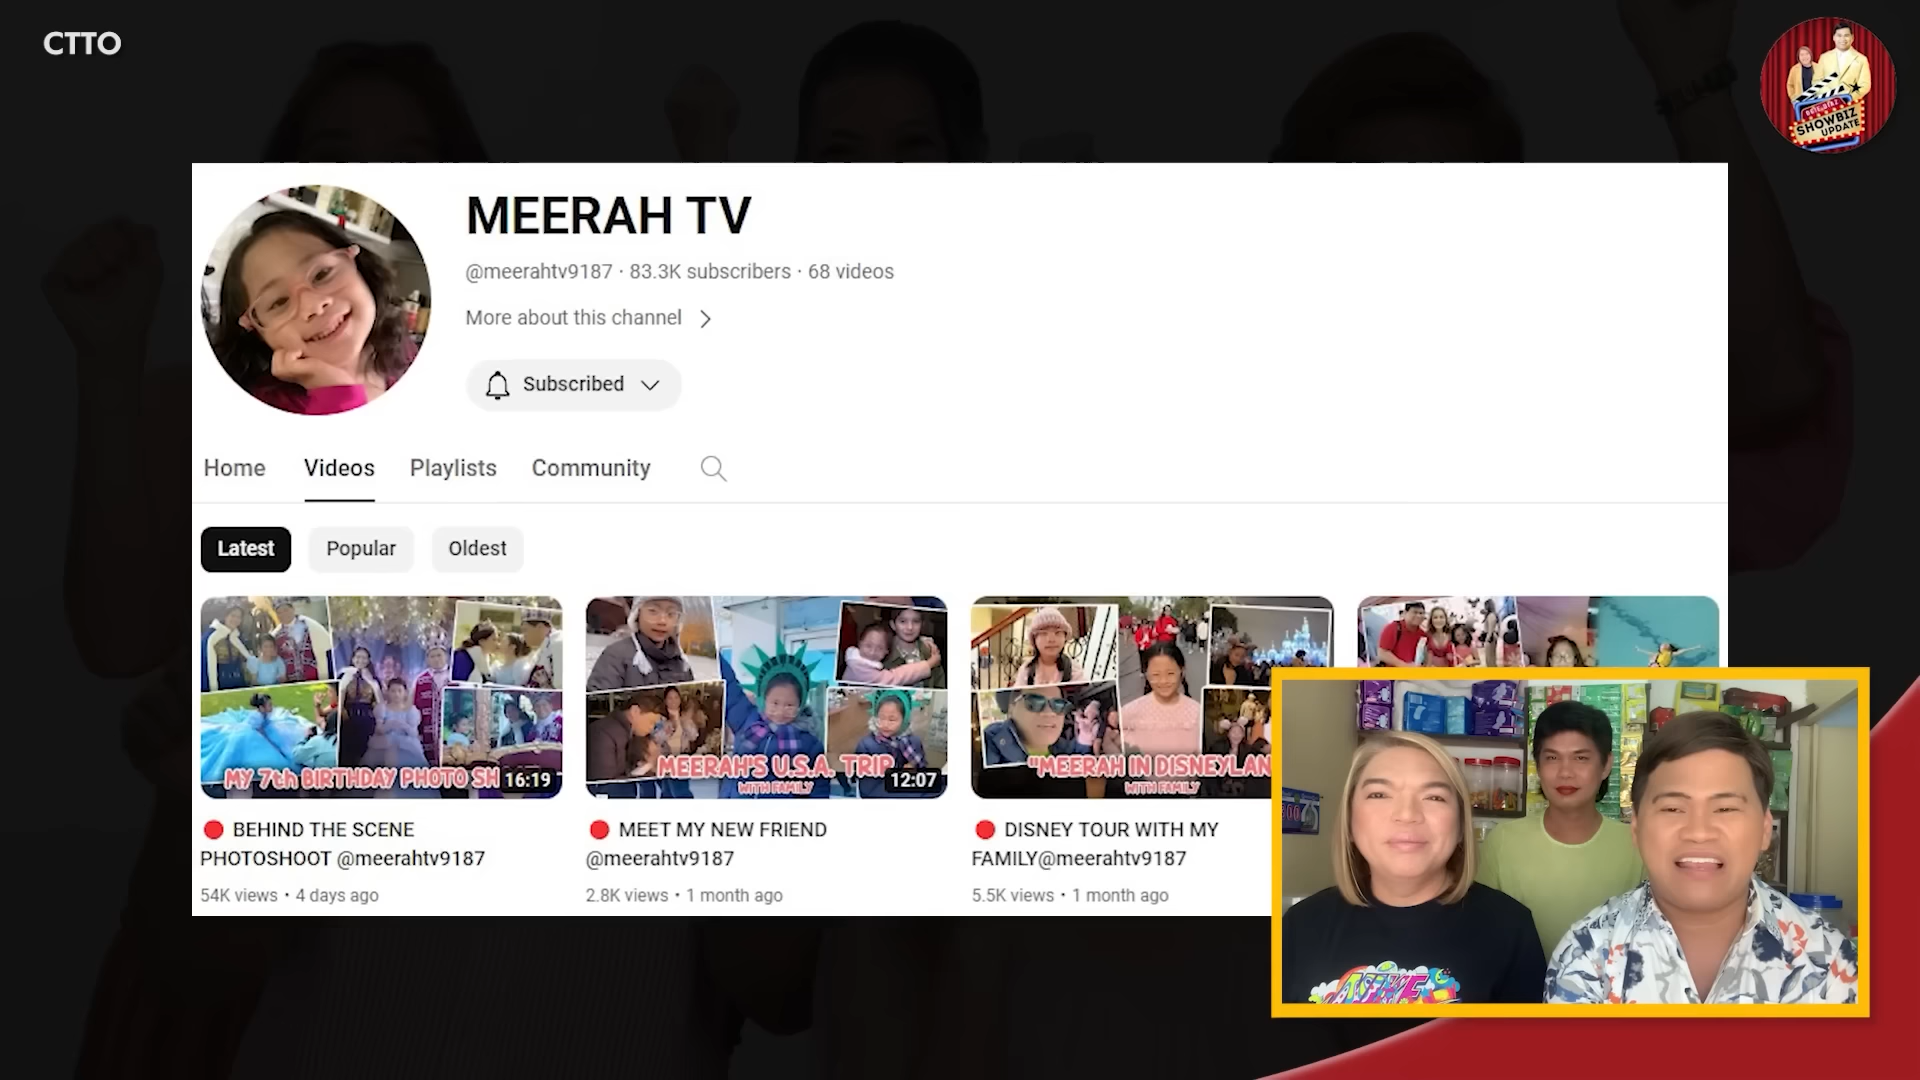 CTTO
SHOWBIZ
UPDATE
MEERAH TV
@meerahtv9187 · 83.3K subscribers · 68 videos
More about this channel
Subscribed
Home Videos Playlists Community
Latest Popular Oldest
MY 7th BIRTHDAY PHOTO SH
16:19
MEERAH'S U.S.A. TRIP
WITH FAMILY
12:07
"MEERAH IN DISNEYLAN
WITH FAMILY
🔴 BEHIND THE SCENE
PHOTOSHOOT @meerahtv9187
54K views • 4 days ago
🔴 MEET MY NEW FRIEND
@meerahtv9187
2.8K views • 1 month ago
🔴 DISNEY TOUR WITH MY
FAMILY@meerahtv9187
5.5K views • 1 month ago